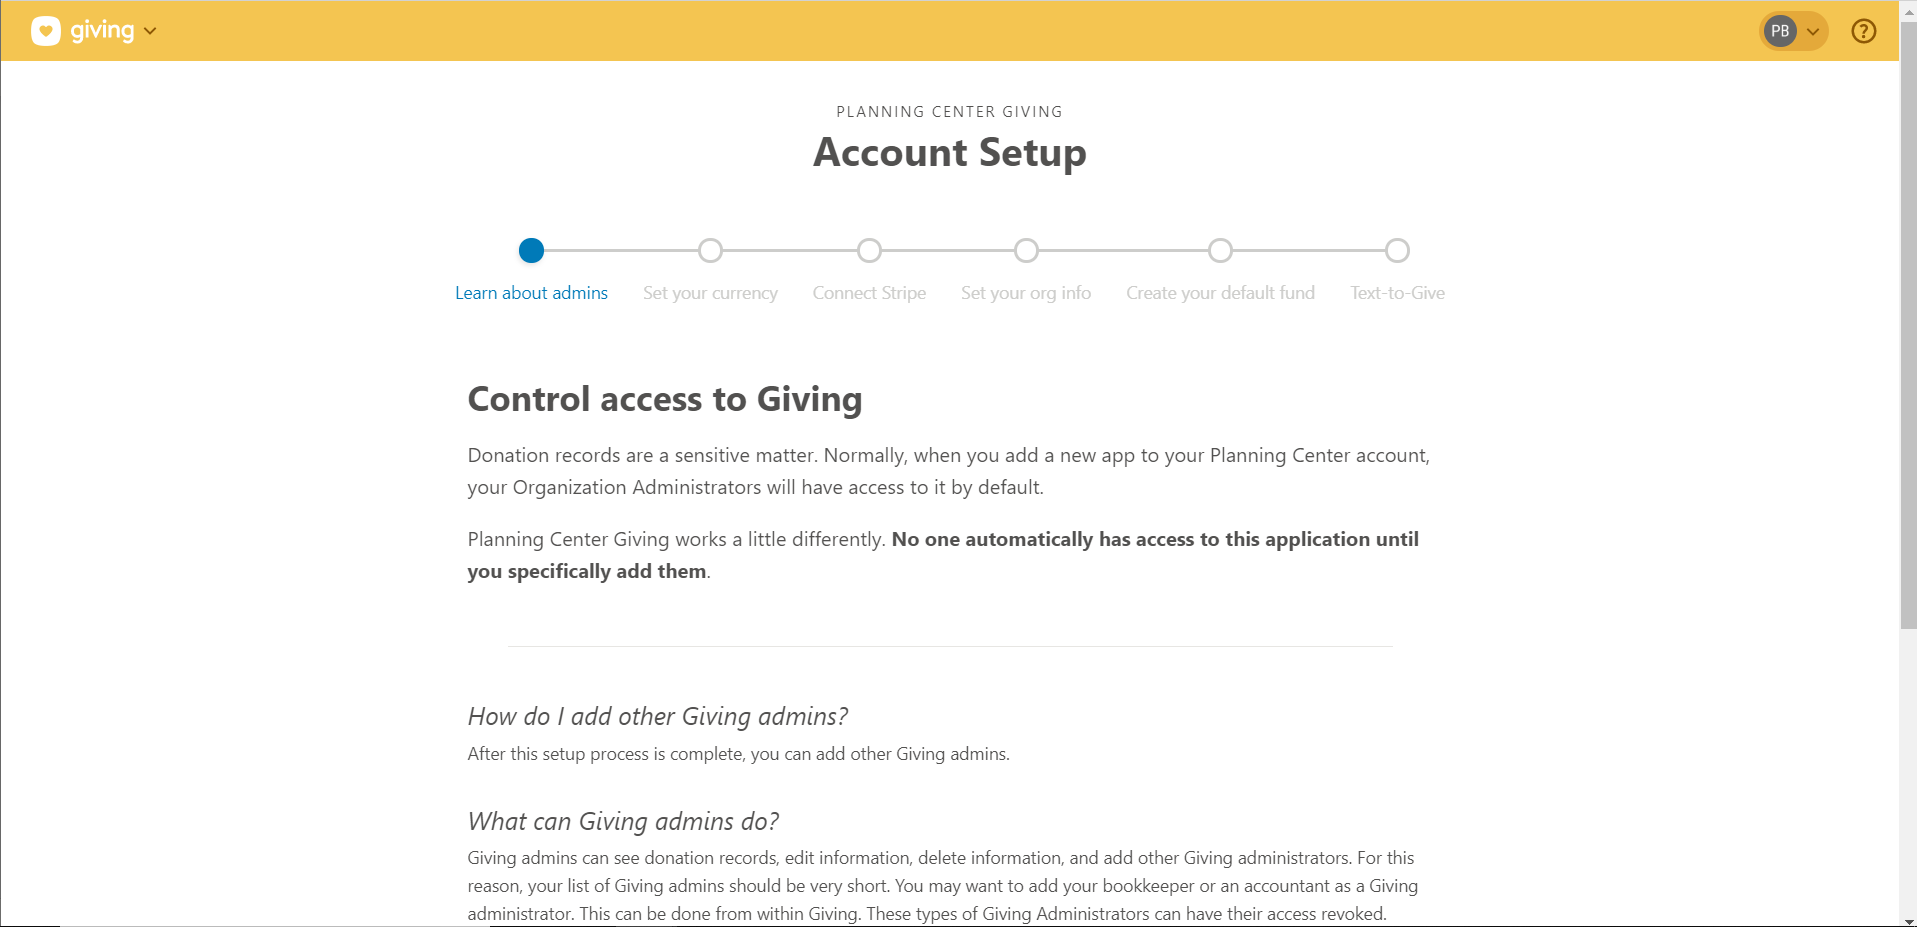 giving
PB
?
PLANNING CENTER GIVING
Account Setup
Learn about admins
Set your currency
Connect Stripe
Set your org info
Create your default fund
Text-to-Give
Control access to Giving
Donation records are a sensitive matter. Normally, when you add a new app to your Planning Center account,
your Organization Administrators will have access to it by default.
Planning Center Giving works a little differently. No one automatically has access to this application until
you specifically add them.
How do I add other Giving admins?
After this setup process is complete, you can add other Giving admins.
What can Giving admins do?
Giving admins can see donation records, edit information, delete information, and add other Giving administrators. For this
reason, your list of Giving admins should be very short. You may want to add your bookkeeper or an accountant as a Giving
administrator. This can be done from within Giving. These types of Giving Administrators can have their access revoked.